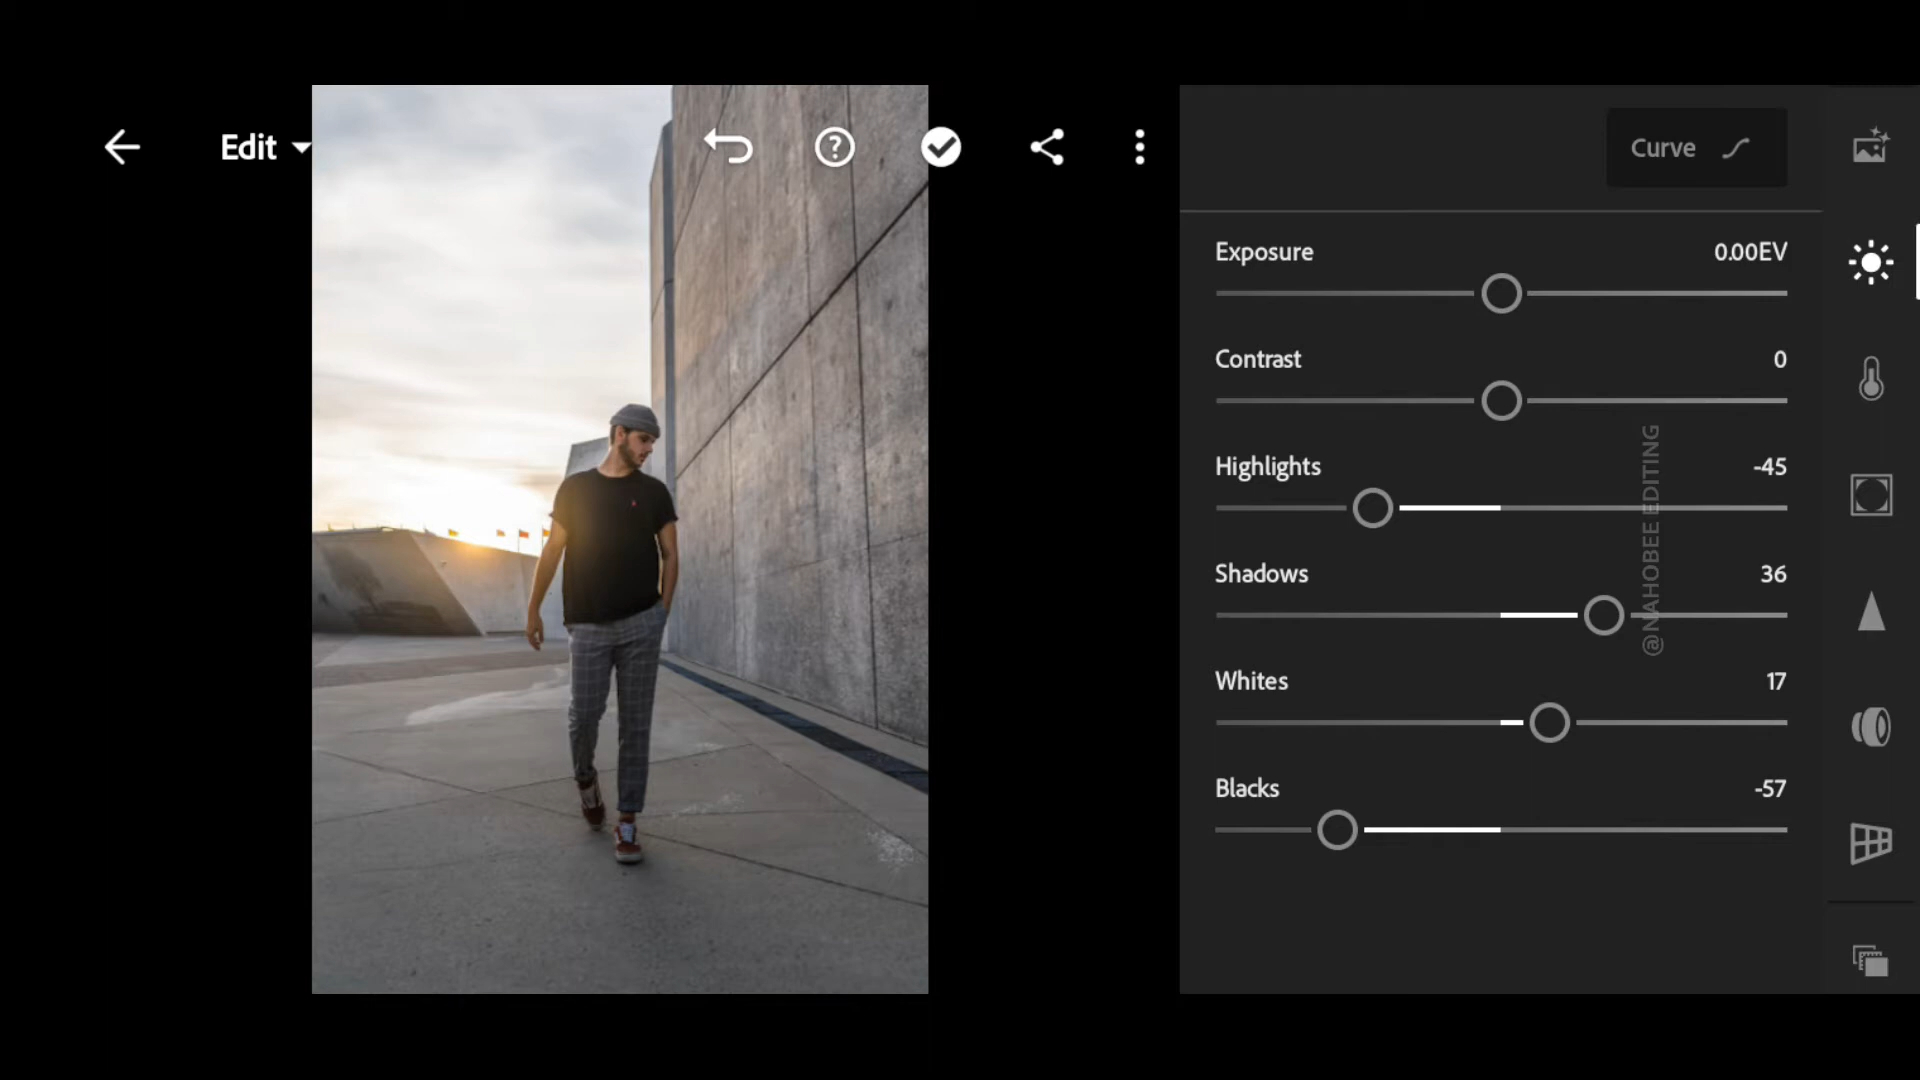 Edit
Curve
Exposure 0.00EV
Contrast 0
Highlights -45
Shadows 36
Whites 17
Blacks -57
@NAHOBEE EDITING